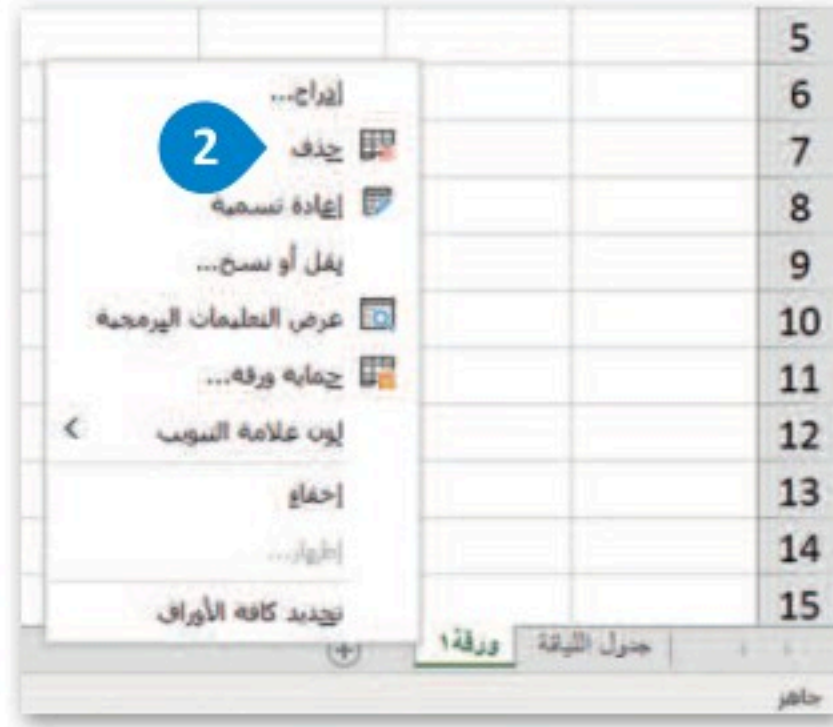 5
6
7
8
9
10
11
12
13
14
15
إدراج...
2
حذف
إعادة تسمية
نقل أو نسخ...
عرض التعليمات البرمجية
حماية ورقة...
لون علامة التبويب
إخفاء
إظهار...
تحديد كافة الأوراق
جدول اللياقة
ورقة١
جاهز